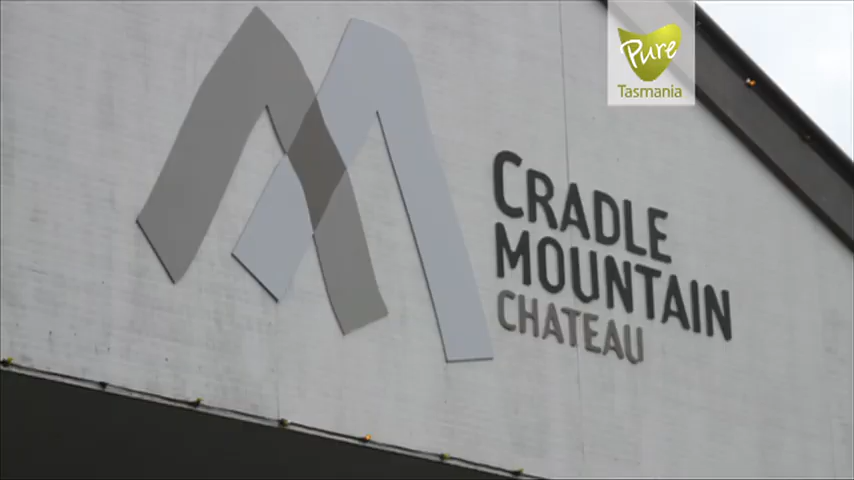 Pure
Tasmania
CRADLE
MOUNTAIN
CHATEAU